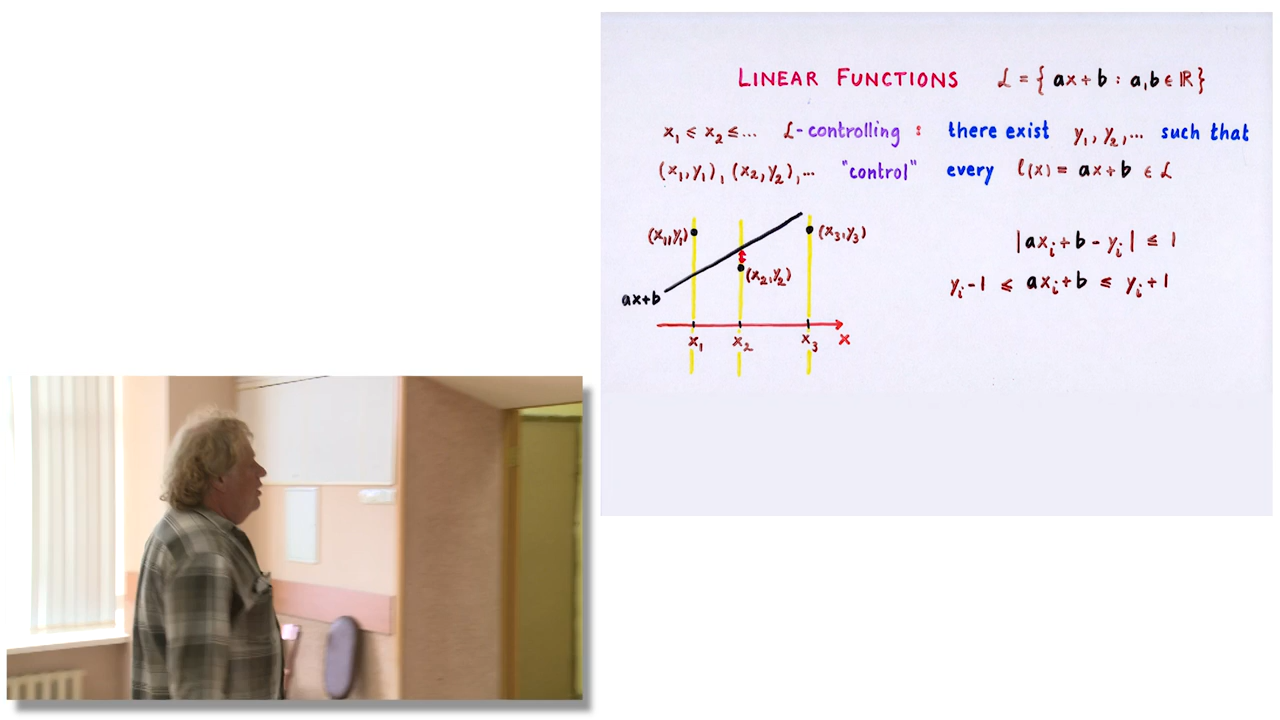 LINEAR FUNCTIONS ℒ = { ax + b : a, b ∈ ℝ }
x₁ ≤ x₂ ≤ ... ℒ-controlling : there exist y₁, y₂, ... such that
(x₁, y₁), (x₂, y₂), ... "control" every ℓ(x) = ax + b ∈ ℒ
(x₁, y₁) (x₃, y₃)
|axᵢ + b - yᵢ| ≤ 1
(x₂, y₂)
yᵢ - 1 ≤ axᵢ + b ≤ yᵢ + 1
ax + b
x₁ x₂ x₃ x